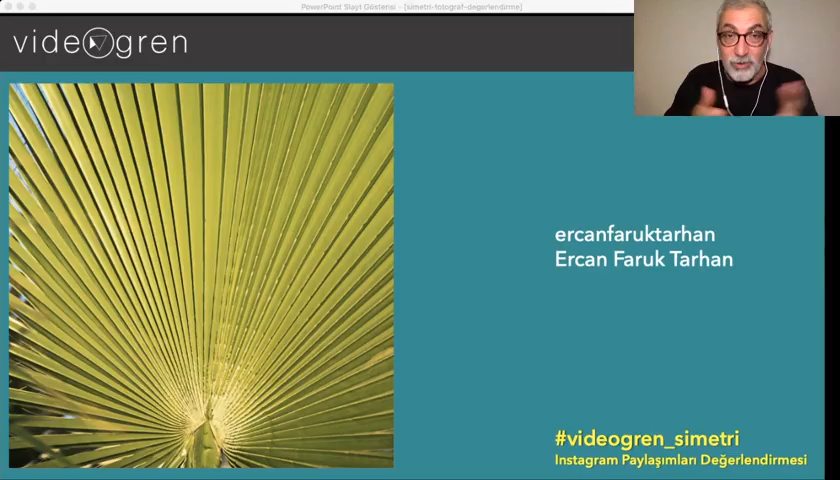 PowerPoint Slayt Gösterisi - [simetri-fotograf-degerlendirme]
videogren
ercanfaruktarhan
Ercan Faruk Tarhan
#videogren_simetri
Instagram Paylaşımları Değerlendirmesi